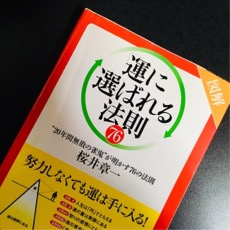 図解
運に
選ばれる
法則
76
"20年間無敗の雀鬼"が明かす76の法則
桜井章一
努力しなくても運は手に入る!